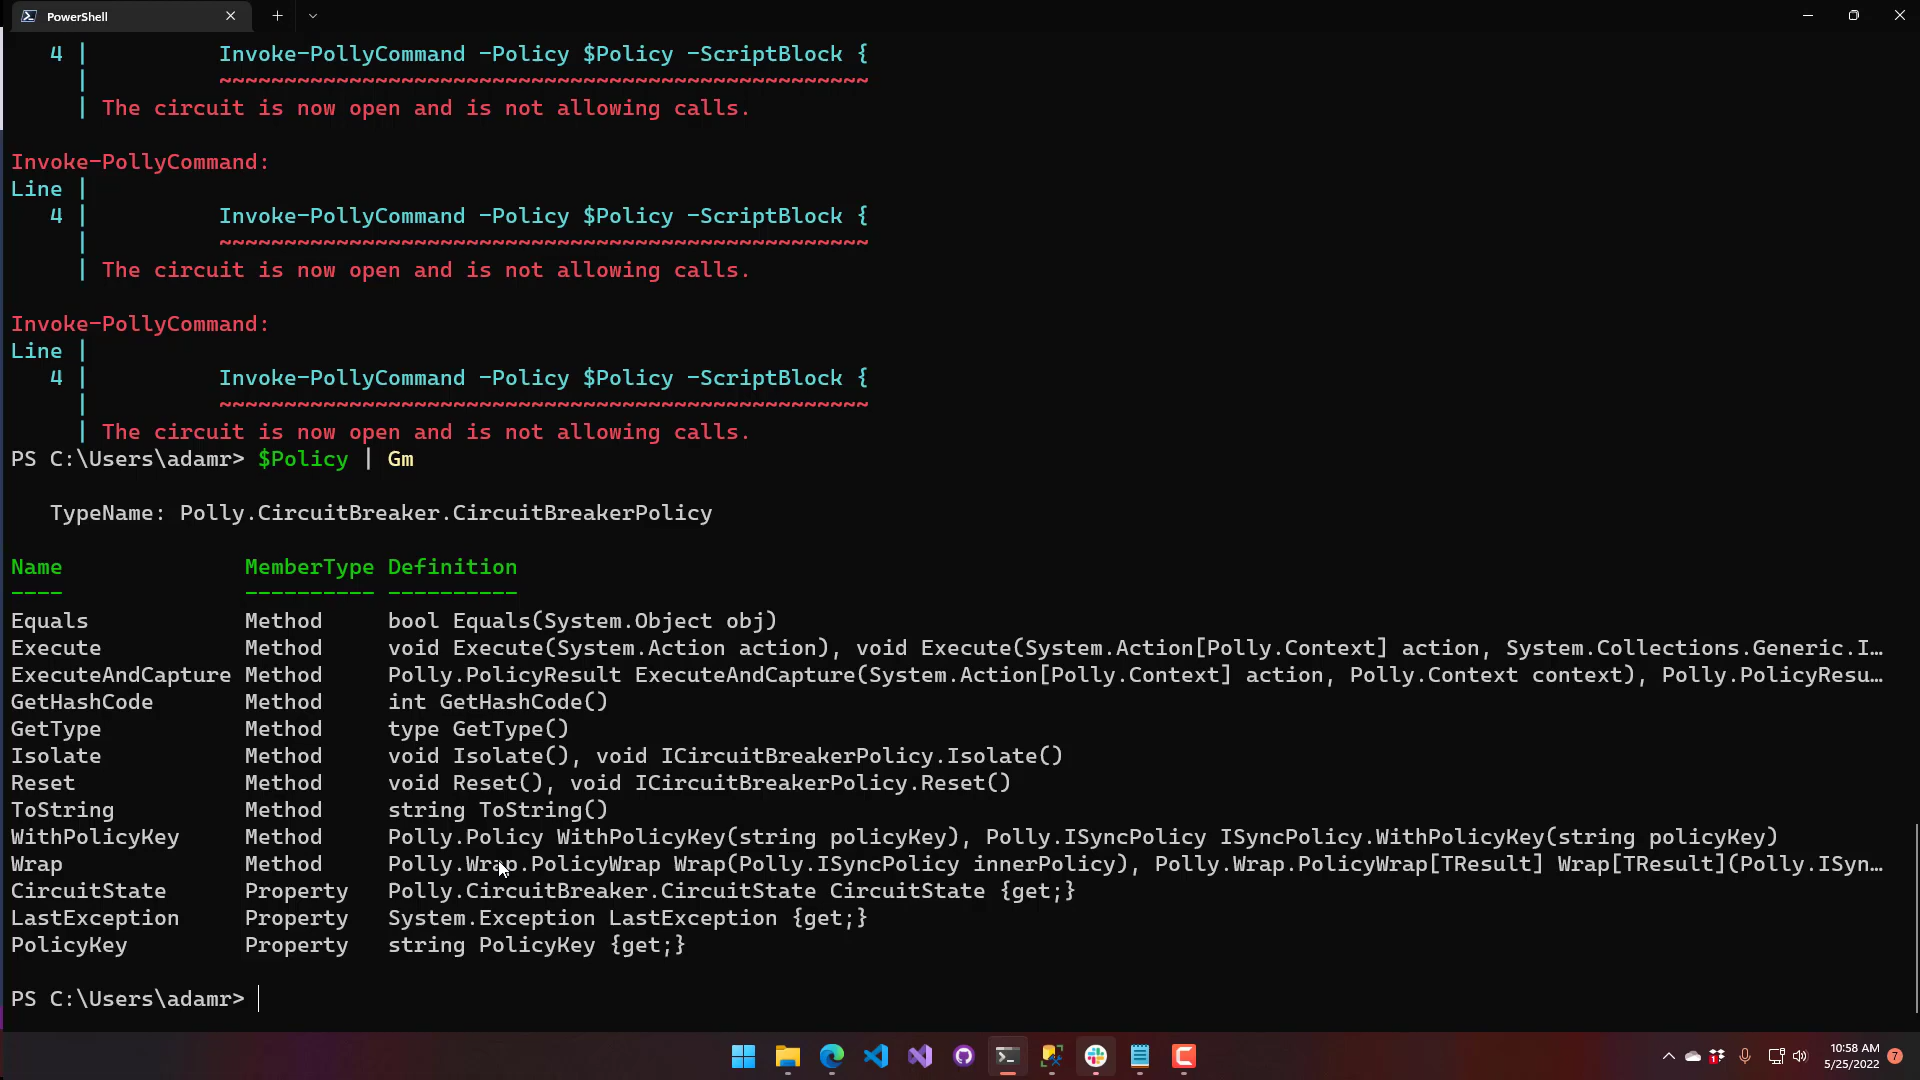 PowerShell
4 | Invoke-PollyCommand -Policy $Policy -ScriptBlock {
| ~~~~~~~~~~~~~~~~~~~~~~~~~~~~~~~~~~~~~~~~~~~~~~~~~~
| The circuit is now open and is not allowing calls.
Invoke-PollyCommand:
Line |
4 | Invoke-PollyCommand -Policy $Policy -ScriptBlock {
| ~~~~~~~~~~~~~~~~~~~~~~~~~~~~~~~~~~~~~~~~~~~~~~~~~~
| The circuit is now open and is not allowing calls.
Invoke-PollyCommand:
Line |
4 | Invoke-PollyCommand -Policy $Policy -ScriptBlock {
| ~~~~~~~~~~~~~~~~~~~~~~~~~~~~~~~~~~~~~~~~~~~~~~~~~~
| The circuit is now open and is not allowing calls.
PS C:\Users\adamr> $Policy | Gm
TypeName: Polly.CircuitBreaker.CircuitBreakerPolicy
Name MemberType Definition
---- ---------- ----------
Equals Method bool Equals(System.Object obj)
Execute Method void Execute(System.Action action), void Execute(System.Action[Polly.Context] action, System.Collections.Generic.I…
ExecuteAndCapture Method Polly.PolicyResult ExecuteAndCapture(System.Action[Polly.Context] action, Polly.Context context), Polly.PolicyResu…
GetHashCode Method int GetHashCode()
GetType Method type GetType()
Isolate Method void Isolate(), void ICircuitBreakerPolicy.Isolate()
Reset Method void Reset(), void ICircuitBreakerPolicy.Reset()
ToString Method string ToString()
WithPolicyKey Method Polly.Policy WithPolicyKey(string policyKey), Polly.ISyncPolicy ISyncPolicy.WithPolicyKey(string policyKey)
Wrap Method Polly.Wrap.PolicyWrap Wrap(Polly.ISyncPolicy innerPolicy), Polly.Wrap.PolicyWrap[TResult] Wrap[TResult](Polly.ISyn…
CircuitState Property Polly.CircuitBreaker.CircuitState CircuitState {get;}
LastException Property System.Exception LastException {get;}
PolicyKey Property string PolicyKey {get;}
PS C:\Users\adamr>
10:58 AM
5/25/2022
7
1